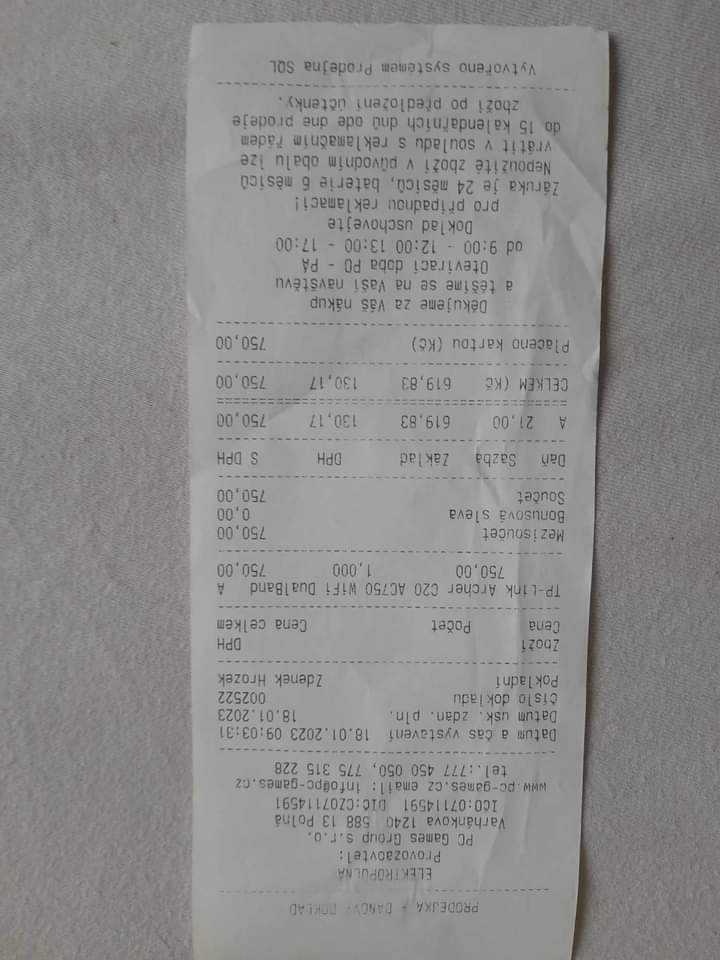 PRODEJKA - DAŇOVÝ DOKLAD
ELEKTROPOLNA
Provozaovtel:
PC Games Group s.r.o.
Varhánkova 1240 588 13 Polná
ICO:07114591 DIC:CZ07114591
www.pc-games.cz email: info@pc-games.cz
tel.:777 450 050, 775 315 228
Datum a čas vystavení 18.01.2023 09:03:31
Datum usk. zdan. pln. 18.01.2023
Číslo dokladu 002522
Pokladní Zdenek Hrozek
Zboží DPH
Cena Počet Cena celkem
TP-Link Archer C20 AC750 WiFi DualBand A
750,00 1,000 750,00
Mezisoučet 750,00
Bonusová sleva 0,00
Součet 750,00
Daň Sazba Základ DPH S DPH
A 21,00 619,83 130,17 750,00
CELKEM (Kč) 619,83 130,17 750,00
Placeno kartou (Kč) 750,00
Děkujeme za Váš nákup
a těšíme se na Vaši návštěvu
Otevírací doba PO - PÁ
od 9:00 - 12:00 13:00 - 17:00
Doklad uschovejte
pro případnou reklamaci!
Záruka je 24 měsíců, baterie 6 měsíců
Nepoužité zboží v původním obalu lze
vrátit v souladu s reklamačním řádem
do 15 kalendařních dnů ode dne prodeje
zboží po předložení účtenky.
Vytvořeno systemem Prodejna SQL